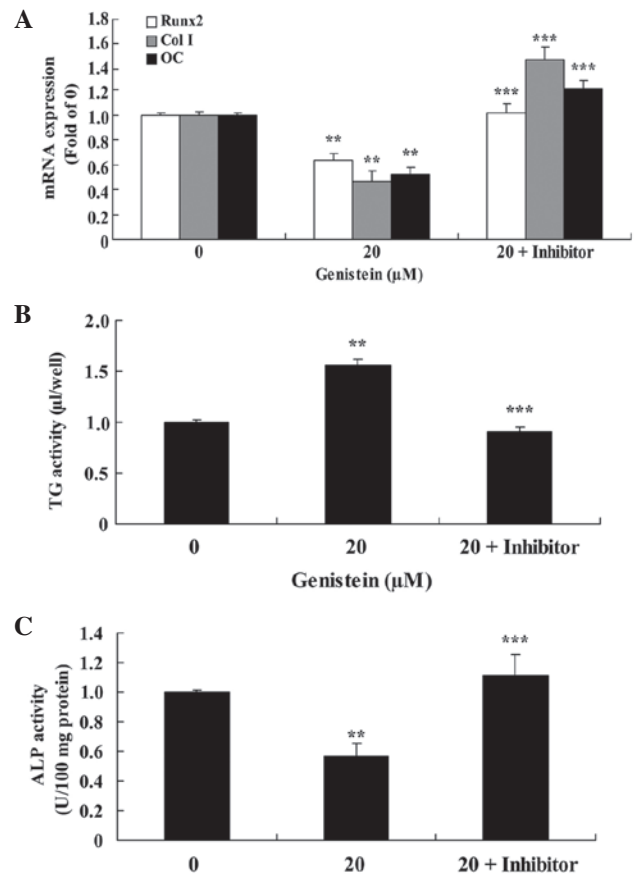 A
Runx2
Col I
OC
1.8
1.6
1.4
1.2
1.0
0.8
0.6
0.4
0.2
0
mRNA expression
(Fold of 0)
** ** **
*** *** ***
0 20 20 + Inhibitor
Genistein (µM)
B
2.0
1.5
1.0
0.5
0
TG activity (µl/well)
**
***
0 20 20 + Inhibitor
Genistein (µM)
C
1.4
1.2
1.0
0.8
0.6
0.4
0.2
0
ALP activity
(U/100 mg protein)
**
***
0 20 20 + Inhibitor